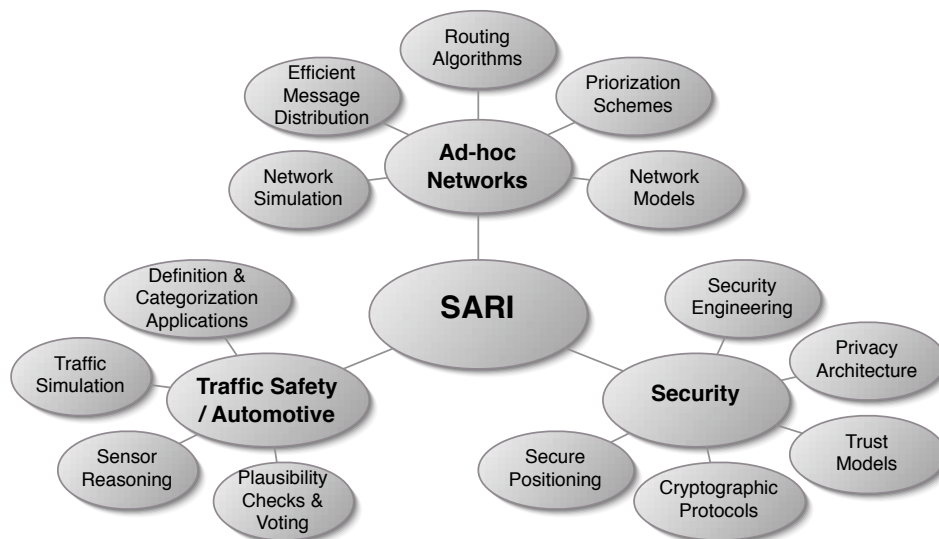 Routing
Algorithms
Efficient
Message
Distribution
Priorization
Schemes
Ad-hoc
Networks
Network
Simulation
Network
Models
SARI
Definition &
Categorization
Applications
Security
Engineering
Traffic
Simulation
Privacy
Architecture
Traffic Safety
/ Automotive
Security
Sensor
Reasoning
Plausibility
Checks &
Voting
Secure
Positioning
Cryptographic
Protocols
Trust
Models